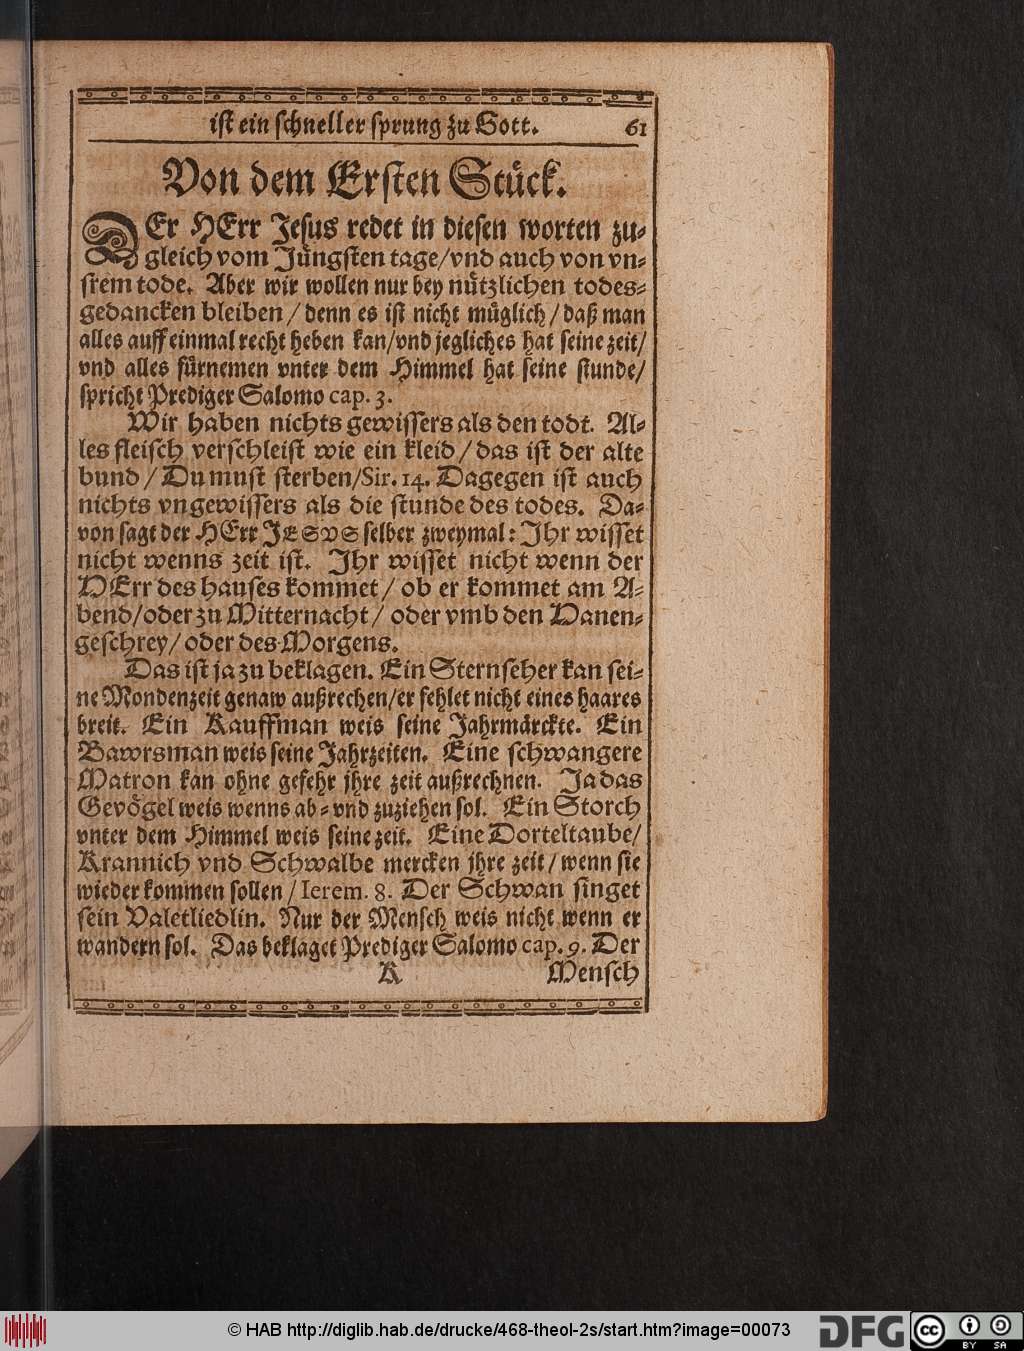 ist ein schneller sprung zu Gott. 61
Von dem Ersten Stück.
DEr HErr Jesus redet in diesen worten zu⸗
gleich vom Jüngsten tage/vnd auch von vn⸗
srem tode. Aber wir wollen nur bey nützlichen todes⸗
gedancken bleiben/ denn es ist nicht müglich/ daß man
alles auff einmal recht heben kan/vnd jegliches hat seine zeit/
vnd alles fürnemen vnter dem Himmel hat seine stunde/
spricht Prediger Salomo cap. 3.
Wir haben nichts gewissers als den todt. Al⸗
les fleisch verschleist wie ein kleid/ das ist der alte
bund/ Du must sterben/Sir. 14. Dagegen ist auch
nichts vngewissers als die stunde des todes. Da⸗
von sagt der HErr JESVS selber zweymal: Ihr wisset
nicht wenns zeit ist. Ihr wisset nicht wenn der
HErr des hauses kommet/ ob er kommet am A⸗
bend/oder zu Mitternacht/ oder vmb den Hanen⸗
geschrey/ oder des Morgens.
Das ist ja zu beklagen. Ein Sternseher kan sei⸗
ne Mondenzeit genaw außrechen/er fehlet nicht eines haares
breit. Ein Kauffman weis seine Jahrmärckte. Ein
Bawrsman weis seine Jahrzeiten. Eine schwangere
Matron kan ohne gefehr jhre zeit außrechnen. Ja das
Gevögel weis wenns ab⸗ vnd zuziehen sol. Ein Storch
vnter dem Himmel weis seine zeit. Eine Dorteltaube/
Krannich vnd Schwalbe mercken jhre zeit/ wenn sie
wieder kommen sollen/ Ierem. 8. Der Schwan singet
sein Valetliedlin. Nur der Mensch weis nicht wenn er
wandern sol. Das beklaget Prediger Salomo cap. 9. Der
K Mensch
© HAB http://diglib.hab.de/drucke/468-theol-2s/start.htm?image=00073 DFG cc BY SA